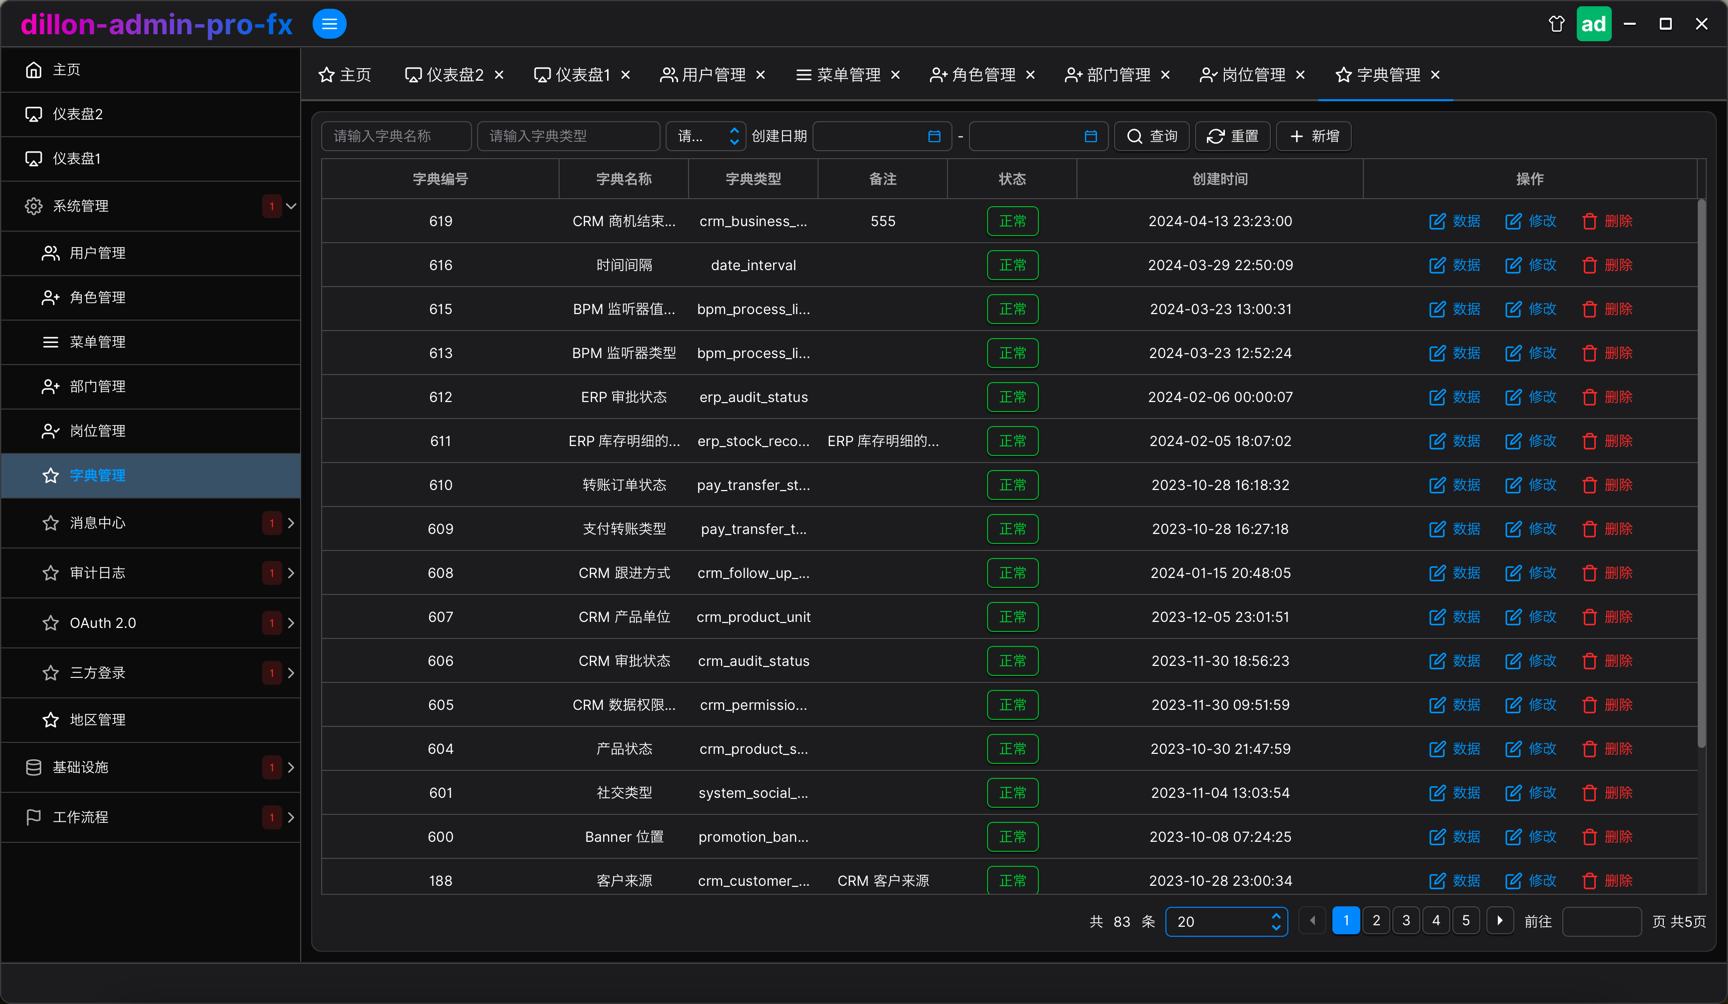 dillon-admin-pro-fx ad
主页
仪表盘2
仪表盘1
系统管理 1
用户管理
角色管理
菜单管理
部门管理
岗位管理
字典管理
消息中心 1
审计日志 1
OAuth 2.0 1
三方登录 1
地区管理
基础设施 1
工作流程 1
主页 仪表盘2 仪表盘1 用户管理 菜单管理 角色管理 部门管理 岗位管理 字典管理
请输入字典名称 请输入字典类型 请... 创建日期 - 查询 重置 新增
字典编号 字典名称 字典类型 备注 状态 创建时间 操作
619 CRM 商机结束... crm_business_... 555 正常 2024-04-13 23:23:00 数据 修改 删除
616 时间间隔 date_interval 正常 2024-03-29 22:50:09 数据 修改 删除
615 BPM 监听器值... bpm_process_li... 正常 2024-03-23 13:00:31 数据 修改 删除
613 BPM 监听器类型 bpm_process_li... 正常 2024-03-23 12:52:24 数据 修改 删除
612 ERP 审批状态 erp_audit_status 正常 2024-02-06 00:00:07 数据 修改 删除
611 ERP 库存明细的... erp_stock_reco... ERP 库存明细的... 正常 2024-02-05 18:07:02 数据 修改 删除
610 转账订单状态 pay_transfer_st... 正常 2023-10-28 16:18:32 数据 修改 删除
609 支付转账类型 pay_transfer_t... 正常 2023-10-28 16:27:18 数据 修改 删除
608 CRM 跟进方式 crm_follow_up_... 正常 2024-01-15 20:48:05 数据 修改 删除
607 CRM 产品单位 crm_product_unit 正常 2023-12-05 23:01:51 数据 修改 删除
606 CRM 审批状态 crm_audit_status 正常 2023-11-30 18:56:23 数据 修改 删除
605 CRM 数据权限... crm_permissio... 正常 2023-11-30 09:51:59 数据 修改 删除
604 产品状态 crm_product_s... 正常 2023-10-30 21:47:59 数据 修改 删除
601 社交类型 system_social_... 正常 2023-11-04 13:03:54 数据 修改 删除
600 Banner 位置 promotion_ban... 正常 2023-10-08 07:24:25 数据 修改 删除
188 客户来源 crm_customer_... CRM 客户来源 正常 2023-10-28 23:00:34 数据 修改 删除
共 83 条 20 1 2 3 4 5 前往 页 共5页